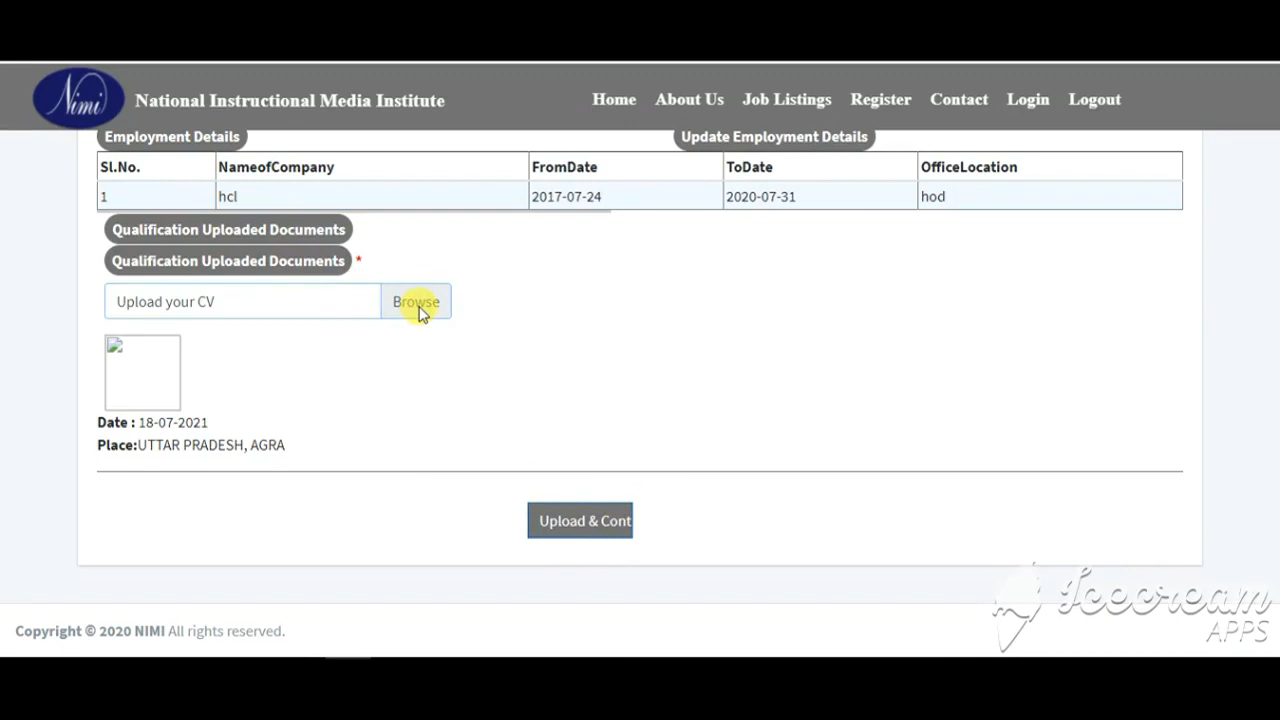 Nimi National Instructional Media Institute Home About Us Job Listings Register Contact Login Logout
Employment Details Update Employment Details
Sl.No. NameofCompany FromDate ToDate OfficeLocation
1 hcl 2017-07-24 2020-07-31 hod
Qualification Uploaded Documents
Qualification Uploaded Documents *
Upload your CV Browse
Date : 18-07-2021
Place:UTTAR PRADESH, AGRA
Upload & Cont
Icecream
APPS
Copyright © 2020 NIMI All rights reserved.